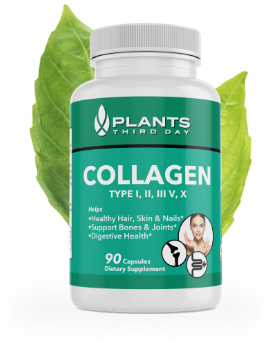 PLANTS
THIRD DAY
COLLAGEN
TYPE I, II, III V, X
Helps
•Healthy Hair, Skin & Nails*
•Support Bones & Joints*
•Digestive Health*
90 Capsules
Dietary Supplement